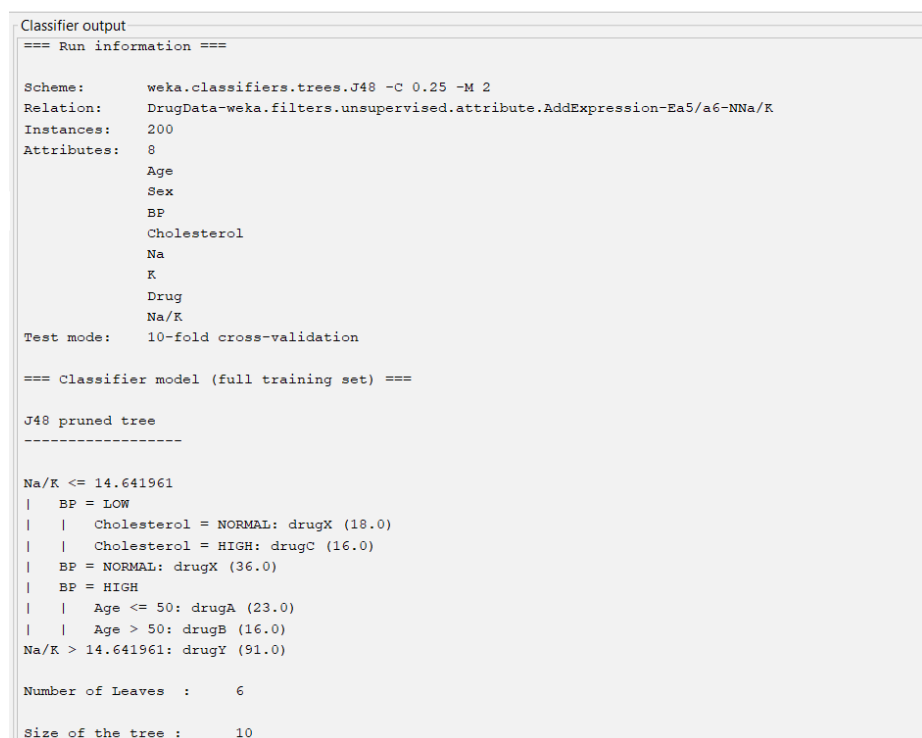 Classifier output
=== Run information ===
Scheme:       weka.classifiers.trees.J48 -C 0.25 -M 2
Relation:     DrugData-weka.filters.unsupervised.attribute.AddExpression-Ea5/a6-NNa/K
Instances:    200
Attributes:   8
              Age
              Sex
              BP
              Cholesterol
              Na
              K
              Drug
              Na/K
Test mode:    10-fold cross-validation
=== Classifier model (full training set) ===
J48 pruned tree
------------------
Na/K <= 14.641961
|   BP = LOW
|   |   Cholesterol = NORMAL: drugX (18.0)
|   |   Cholesterol = HIGH: drugC (16.0)
|   BP = NORMAL: drugX (36.0)
|   BP = HIGH
|   |   Age <= 50: drugA (23.0)
|   |   Age > 50: drugB (16.0)
Na/K > 14.641961: drugY (91.0)
Number of Leaves  :     6
Size of the tree :      10